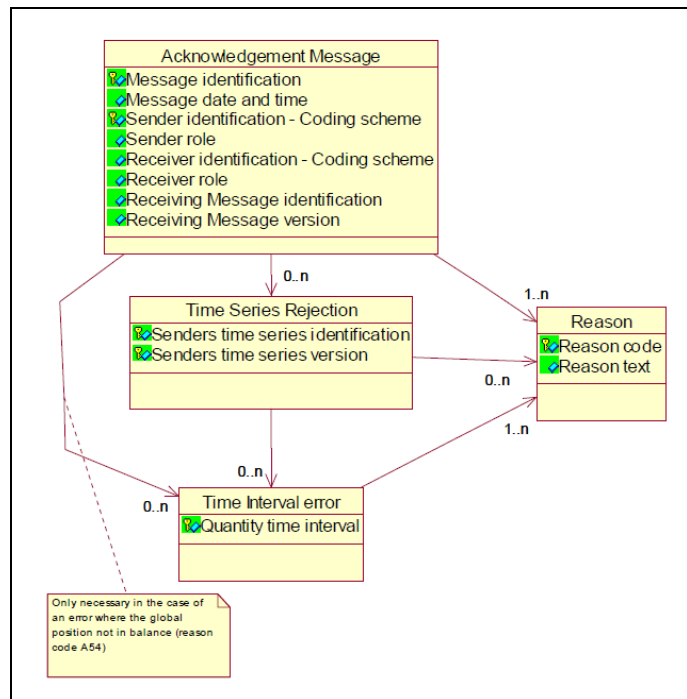 Acknowledgement Message
Message identification
Message date and time
Sender identification - Coding scheme
Sender role
Receiver identification - Coding scheme
Receiver role
Receiving Message identification
Receiving Message version
0..n
1..n
Time Series Rejection
Senders time series identification
Senders time series version
Reason
Reason code
Reason text
0..n
1..n
0..n
0..n
Time Interval error
Quantity time interval
Only necessary in the case of
an error where the global
position not in balance (reason
code A54)